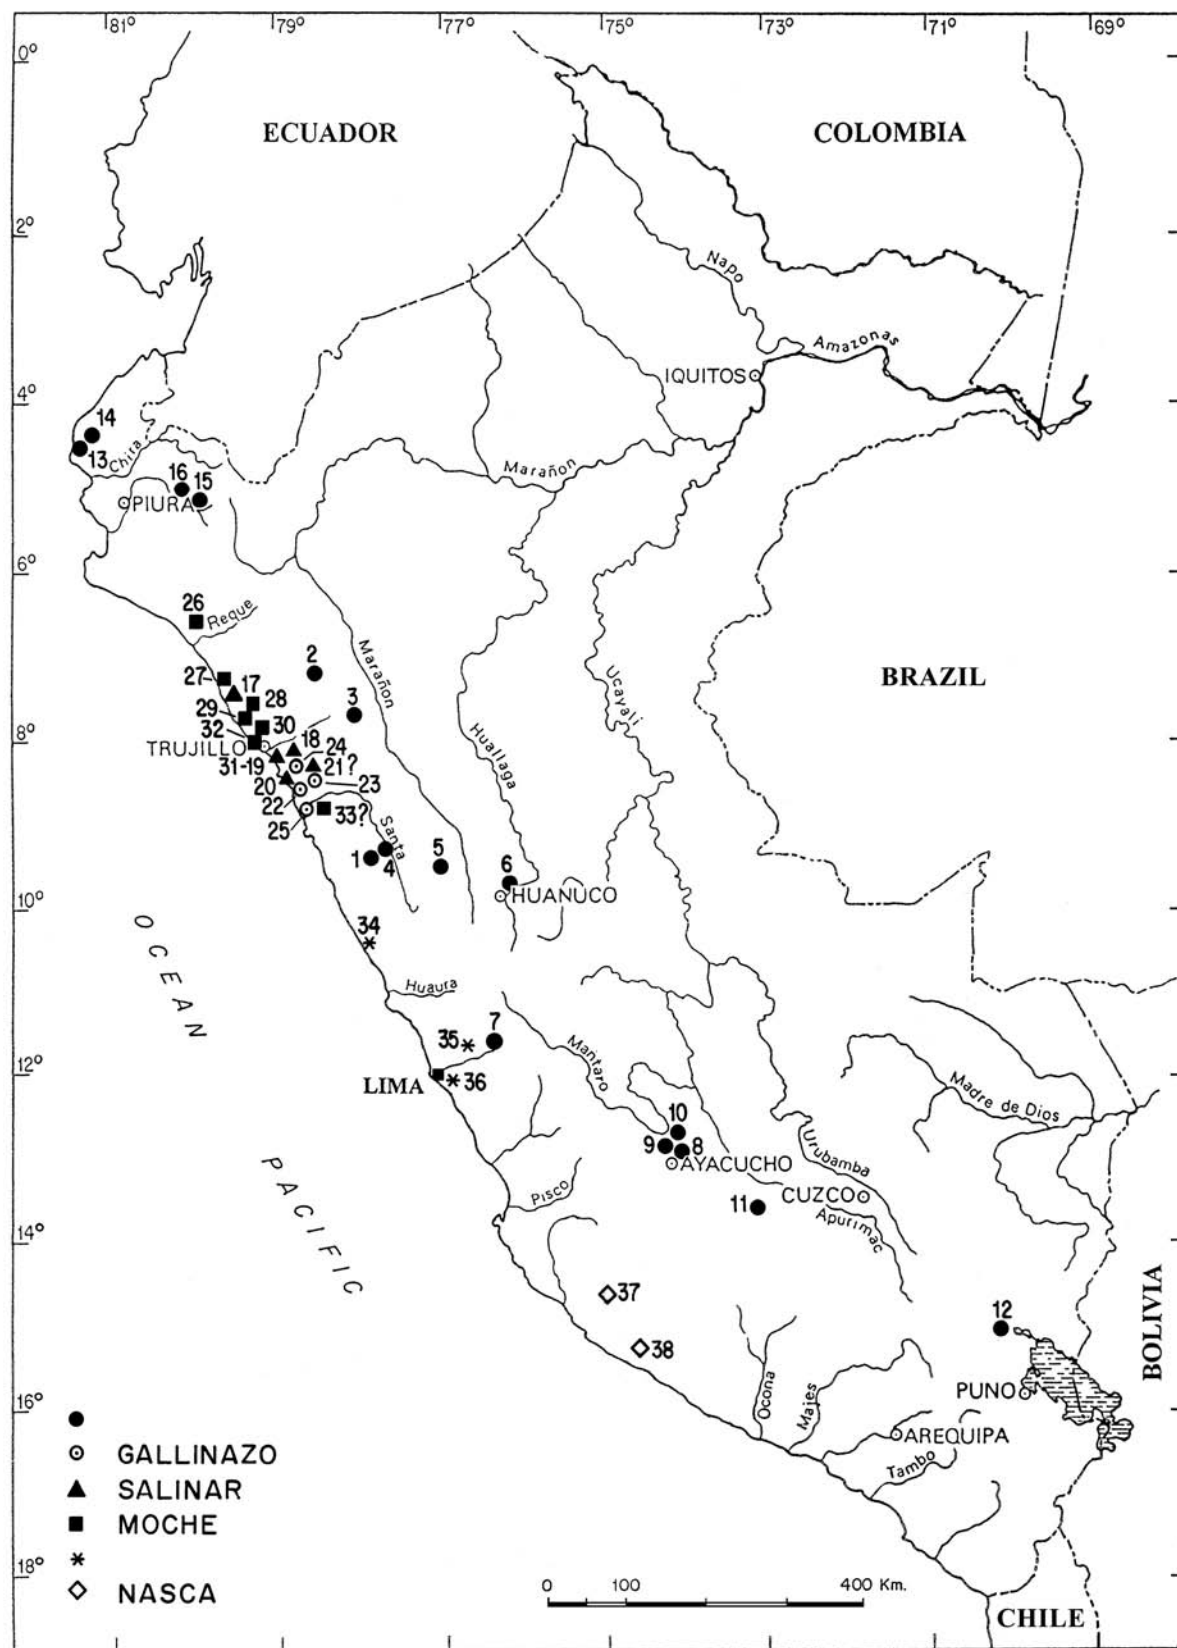 81° 79° 77° 75° 73° 71° 69°
0°
ECUADOR
COLOMBIA
2°
Napo
Amazonas
IQUITOS
4°
14
13
Chira
Marañon
16 15
PIURA
6°
26
Reque
Marañon
2
Ucayali
BRAZIL
27
17
28
3
29
30
32
Huallaga
8°
TRUJILLO
18
24
31-19
21?
20
23
22
33?
25
Santa
1
4
5
6
HUANUCO
10°
OCEAN
34
Huaura
35
7
Mantaro
12°
LIMA
36
Madre de Dios
10
9
8
AYACUCHO
Urubamba
PACIFIC
Pisco
CUZCO
11
Apurimac
14°
37
BOLIVIA
12
38
Ocona
Majes
PUNO
16°
AREQUIPA
Tambo
GALLINAZO
SALINAR
MOCHE
NASCA
18°
0 100 400 Km.
CHILE